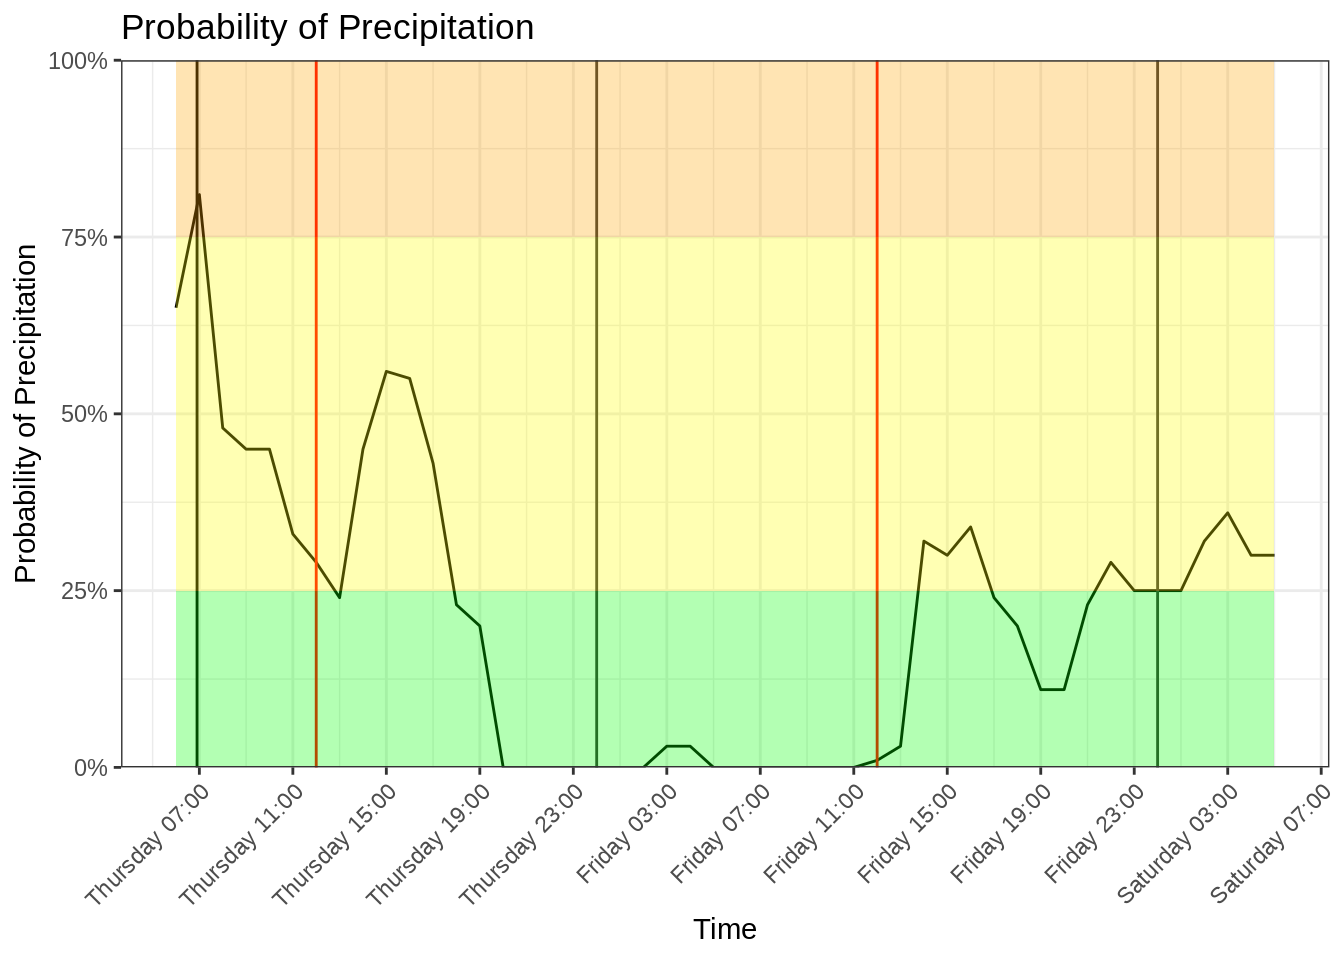 Probability of Precipitation
Probability of Precipitation
100%
75%
50%
25%
0%
Thursday 07:00
Thursday 11:00
Thursday 15:00
Thursday 19:00
Thursday 23:00
Friday 03:00
Friday 07:00
Friday 11:00
Friday 15:00
Friday 19:00
Friday 23:00
Saturday 03:00
Saturday 07:00
Time